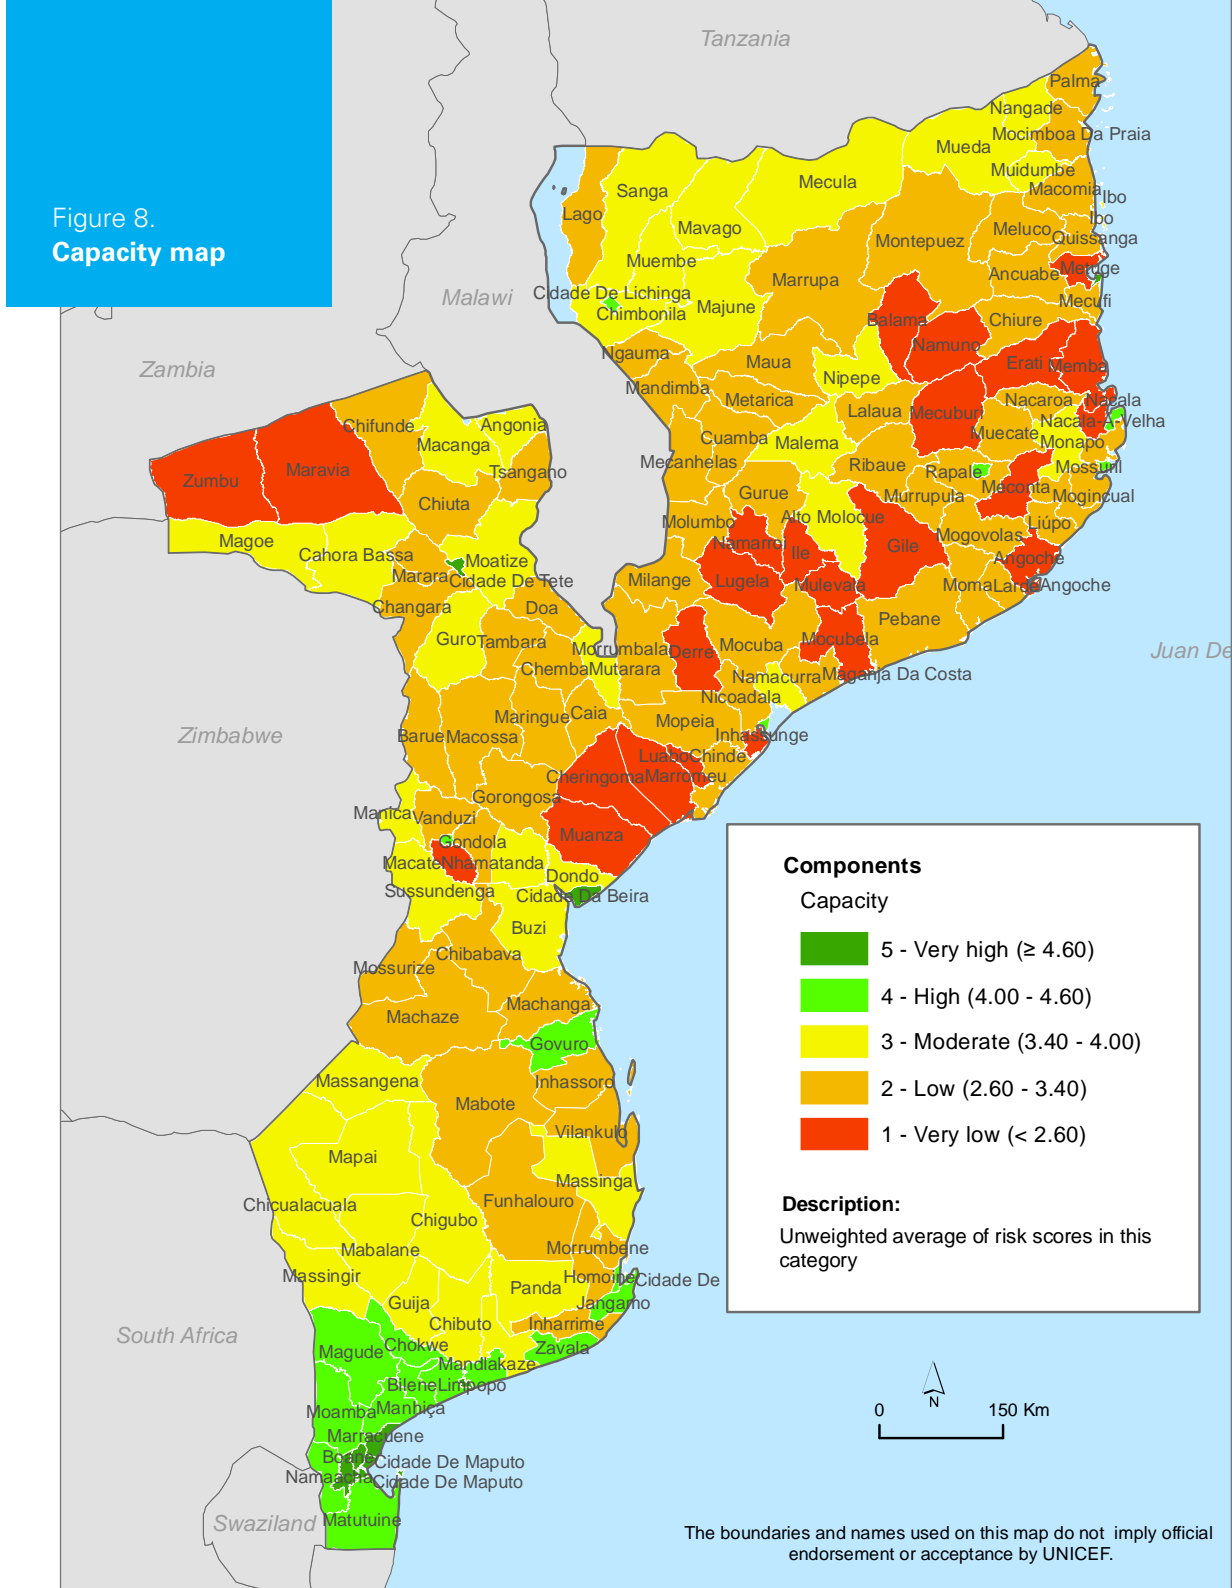 Figure 8.
Capacity map
Tanzania
Malawi
Zambia
Zimbabwe
South Africa
Swaziland
Juan De
Palma
Nangade
Mocimboa Da Praia
Mueda
Muidumbe
Macomia
Ibo
Ibo
Quissanga
Mecula
Sanga
Lago
Mavago
Montepuez
Meluco
Muembe
Marrupa
Ancuabe
Metuge
Mecufi
Cidade De Lichinga
Chimbonila
Majune
Balama
Chiure
Namuno
Ngauma
Maua
Nipepe
Erati
Memba
Mandimba
Metarica
Lalaua
Mecuburi
Nacaroa
Nacala
Nacala-A-Velha
Muecate
Monapo
Cuamba
Malema
Mecanhelas
Ribaue
Rapale
Mossuril
Meconta
Mogincual
Gurue
Murrupula
Alto Molocue
Molumbo
Liúpo
Mogovolas
Namarroi
Ile
Gile
Angoche
Milange
Lugela
Mulevala
Moma
Larde
Angoche
Pebane
Chifunde
Angonia
Macanga
Tsangano
Zumbu
Maravia
Chiuta
Magoe
Cahora Bassa
Moatize
Marara
Cidade De Tete
Changara
Doa
Guro
Tambara
Morrumbala
Derre
Mocuba
Mocubela
Chemba
Mutarara
Namacurra
Maganja Da Costa
Nicoadala
Maringue
Caia
Mopeia
Barue
Macossa
Inhassunge
Luabo
Chinde
Cheringoma
Marromeu
Gorongosa
Manica
Vanduzi
Gondola
Muanza
Macate
Nhamatanda
Dondo
Sussundenga
Cidade Da Beira
Buzi
Chibabava
Mossurize
Machanga
Machaze
Govuro
Massangena
Inhassoro
Mabote
Vilankulo
Mapai
Massinga
Chicualacuala
Funhalouro
Chigubo
Mabalane
Morrumbene
Massingir
Homoine
Cidade De
Panda
Guija
Jangamo
Chibuto
Inharrime
Magude
Chokwe
Zavala
Mandlakaze
Bilene
Limpopo
Moamba
Manhiça
Marracuene
Boane
Cidade De Maputo
Namaacha
Cidade De Maputo
Matutuine
Components
Capacity
5 - Very high (≥ 4.60)
4 - High (4.00 - 4.60)
3 - Moderate (3.40 - 4.00)
2 - Low (2.60 - 3.40)
1 - Very low (< 2.60)
Description:
Unweighted average of risk scores in this
category
N
0 150 Km
The boundaries and names used on this map do not imply official
endorsement or acceptance by UNICEF.